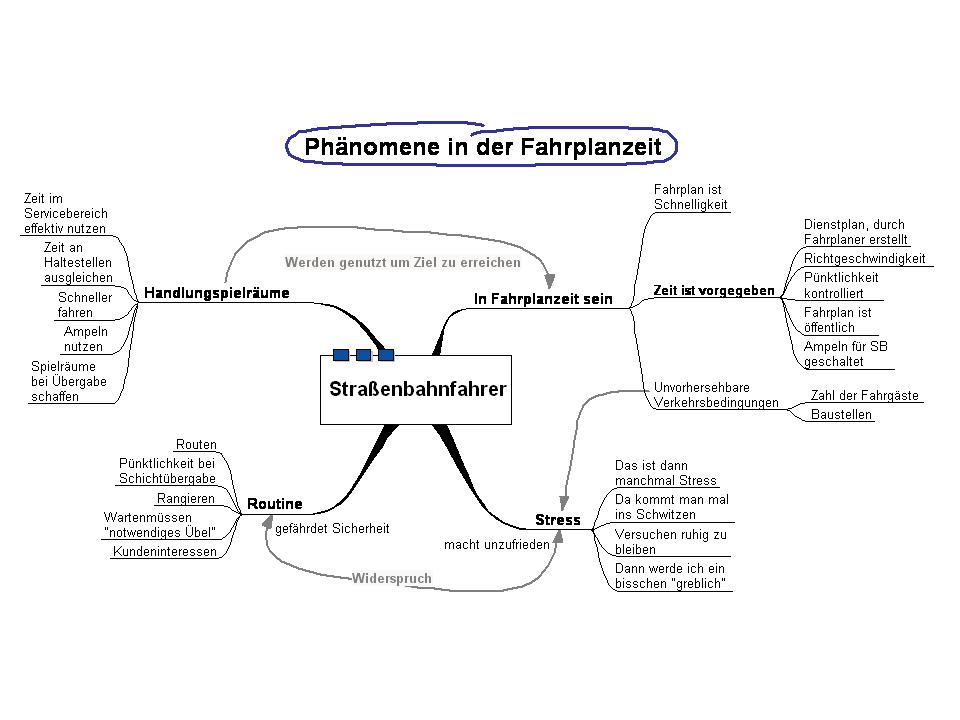 Phänomene in der Fahrplanzeit
Zeit im
Servicebereich
effektiv nutzen
Zeit an
Haltestellen
ausgleichen
Schneller
fahren
Ampeln
nutzen
Spielräume
bei Übergabe
schaffen
Handlungspielräume
Werden genutzt um Ziel zu erreichen
In Fahrplanzeit sein
Fahrplan ist
Schnelligkeit
Zeit ist vorgegeben
Dienstplan, durch
Fahrplaner erstellt
Richtgeschwindigkeit
Pünktlichkeit
kontrolliert
Fahrplan ist
öffentlich
Ampeln für SB
geschaltet
Unvorhersehbare
Verkehrsbedingungen
Zahl der Fahrgäste
Baustellen
Straßenbahnfahrer
Routen
Pünktlichkeit bei
Schichtübergabe
Rangieren
Wartenmüssen
"notwendiges Übel"
Kundeninteressen
Routine
gefährdet Sicherheit
Widerspruch
Stress
macht unzufrieden
Das ist dann
manchmal Stress
Da kommt man mal
ins Schwitzen
Versuchen ruhig zu
bleiben
Dann werde ich ein
bisschen "greblich"